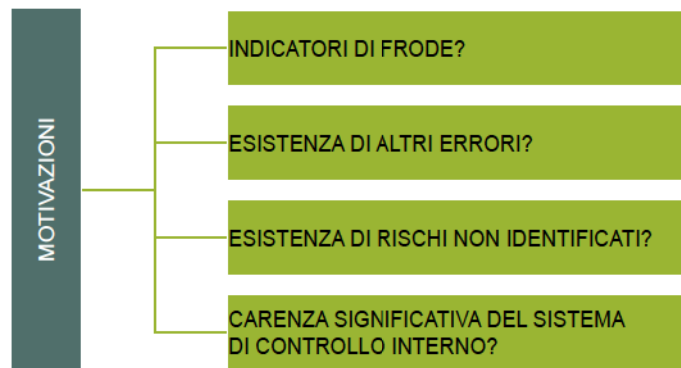 MOTIVAZIONI
INDICATORI DI FRODE?
ESISTENZA DI ALTRI ERRORI?
ESISTENZA DI RISCHI NON IDENTIFICATI?
CARENZA SIGNIFICATIVA DEL SISTEMA
DI CONTROLLO INTERNO?